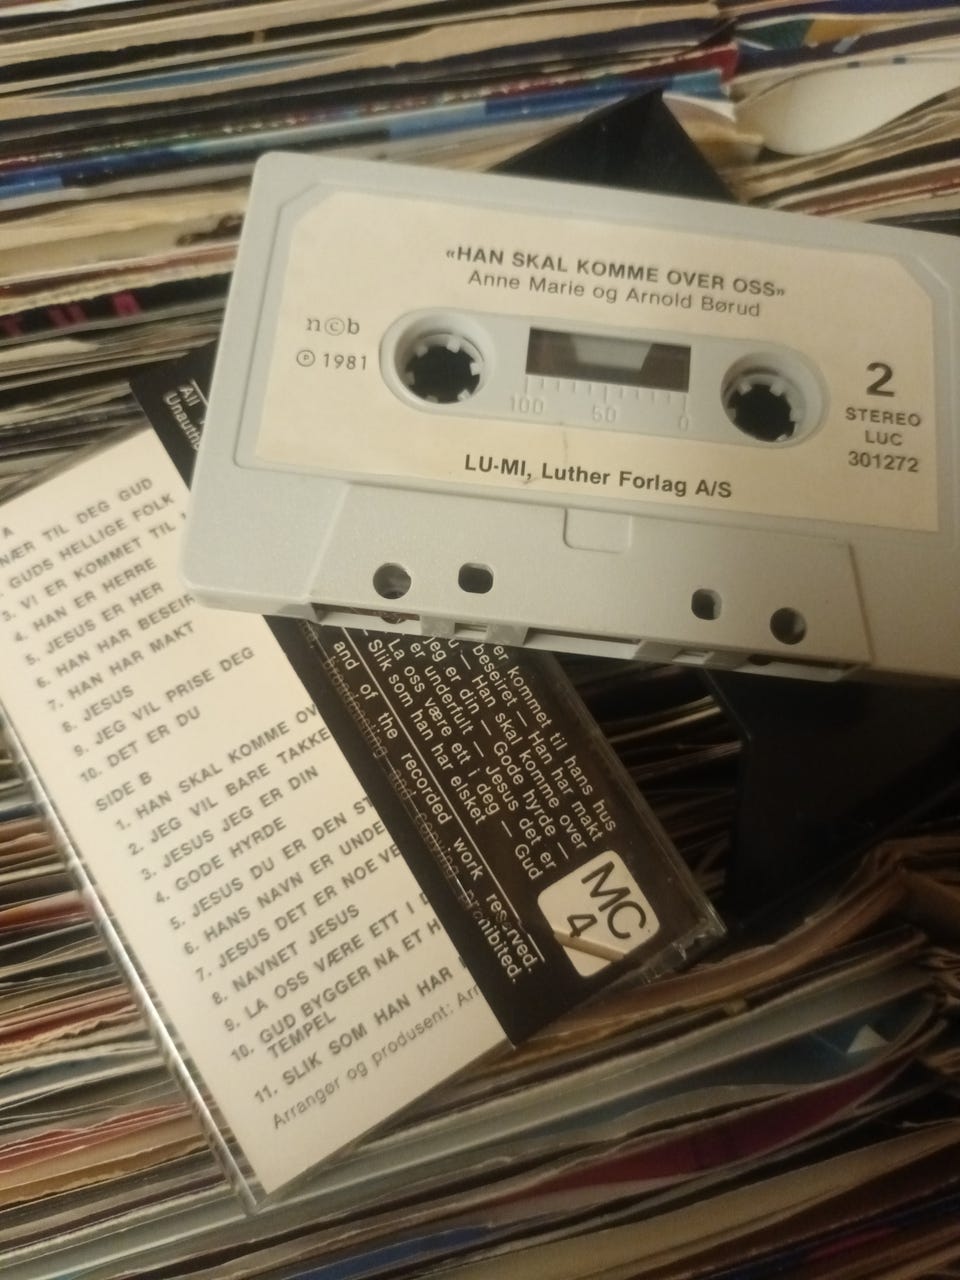 «HAN SKAL KOMME OVER OSS»
Anne Marie og Arnold Børud
n©b
℗ 1981
100 50 0
2
STEREO
LUC
301272
LU-MI, Luther Forlag A/S
All
A
NÆR TIL DEG GUD
GUDS HELLIGE FOLK
3. VI ER KOMMET TIL
4. HAN ER HERRE
5. JESUS ER HER
6. HAN HAR
7. HAN HAR MAKT
8. JESUS
9. JEG VIL PRISE DEG
10. DET ER DU
SIDE B
1. HAN SKAL KOMME
2. JEG VIL BARE TAKKE
3. JESUS JEG ER DIN
4. GODE HYRDE
5. JESUS DU ER DEN
6. HANS NAVN ER
7. JESUS DET ER NOE
8. NAVNET JESUS
9. LA OSS VÆRE ETT I
10. GUD BYGGER NÅ ET
TEMPEL
11. SLIK SOM HAN HAR
Arrangør og produsent:
er kommet til hans hus
beseiret — Han har makt
— Han skal komme over
Jeg er din — Gode hyrde —
er underfult — Jesus det er
La oss være ett i deg — Gud
— Slik som han har elsket
and of the recorded work reserved.
broadcasting and copying prohibited.
MC
4